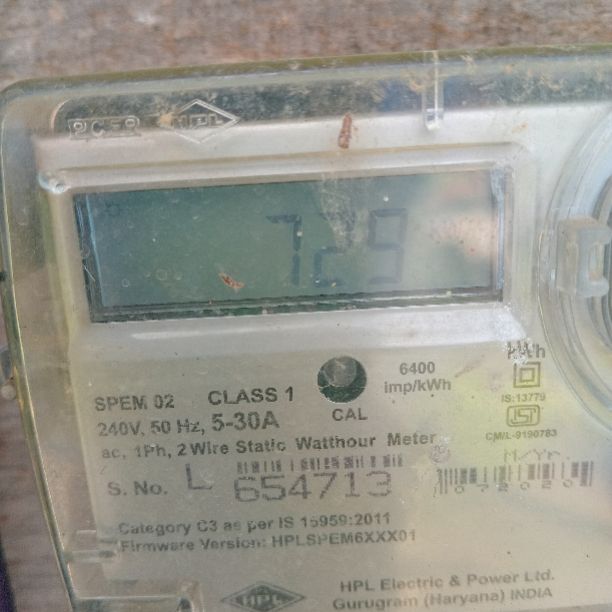 HPL
729
kWh
6400
imp/kWh
SPEM 02 CLASS 1
IS:13779
240V, 50 Hz, 5-30A
CAL
CM/L-9190783
ac, 1Ph, 2 Wire Static Watthour Meter
M/Yr.
S. No. L 654713
072020
Category C3 as per IS 15959:2011
Firmware Version: HPLSPEM6XXX01
HPL
HPL Electric & Power Ltd.
Gurugram (Haryana) INDIA